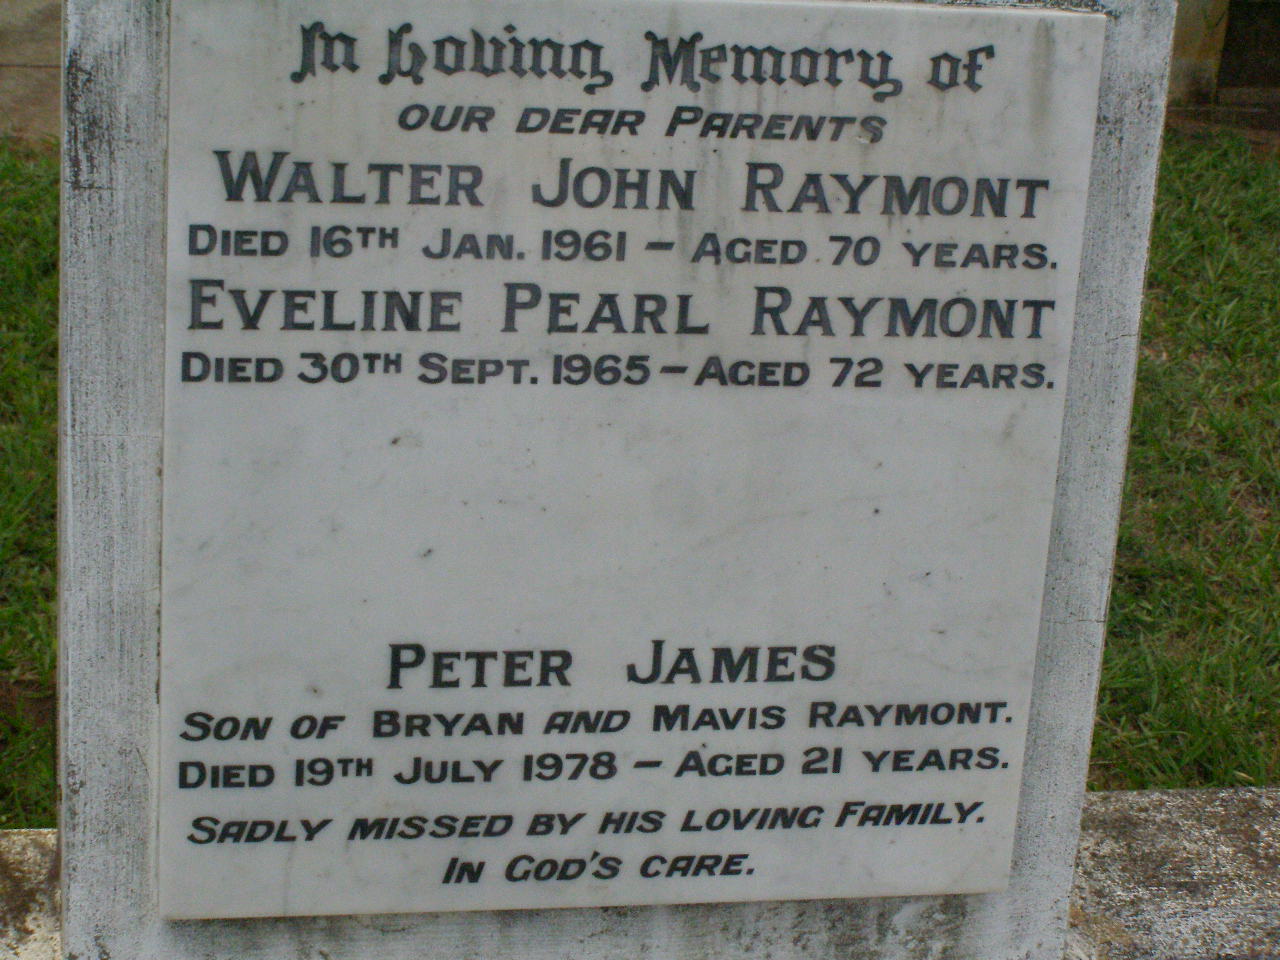 In Loving Memory of
OUR DEAR PARENTS
WALTER JOHN RAYMONT
DIED 16TH JAN. 1961 – AGED 70 YEARS.
EVELINE PEARL RAYMONT
DIED 30TH SEPT. 1965 – AGED 72 YEARS.
PETER JAMES
SON OF BRYAN AND MAVIS RAYMONT.
DIED 19TH JULY 1978 – AGED 21 YEARS.
SADLY MISSED BY HIS LOVING FAMILY.
IN GOD'S CARE.